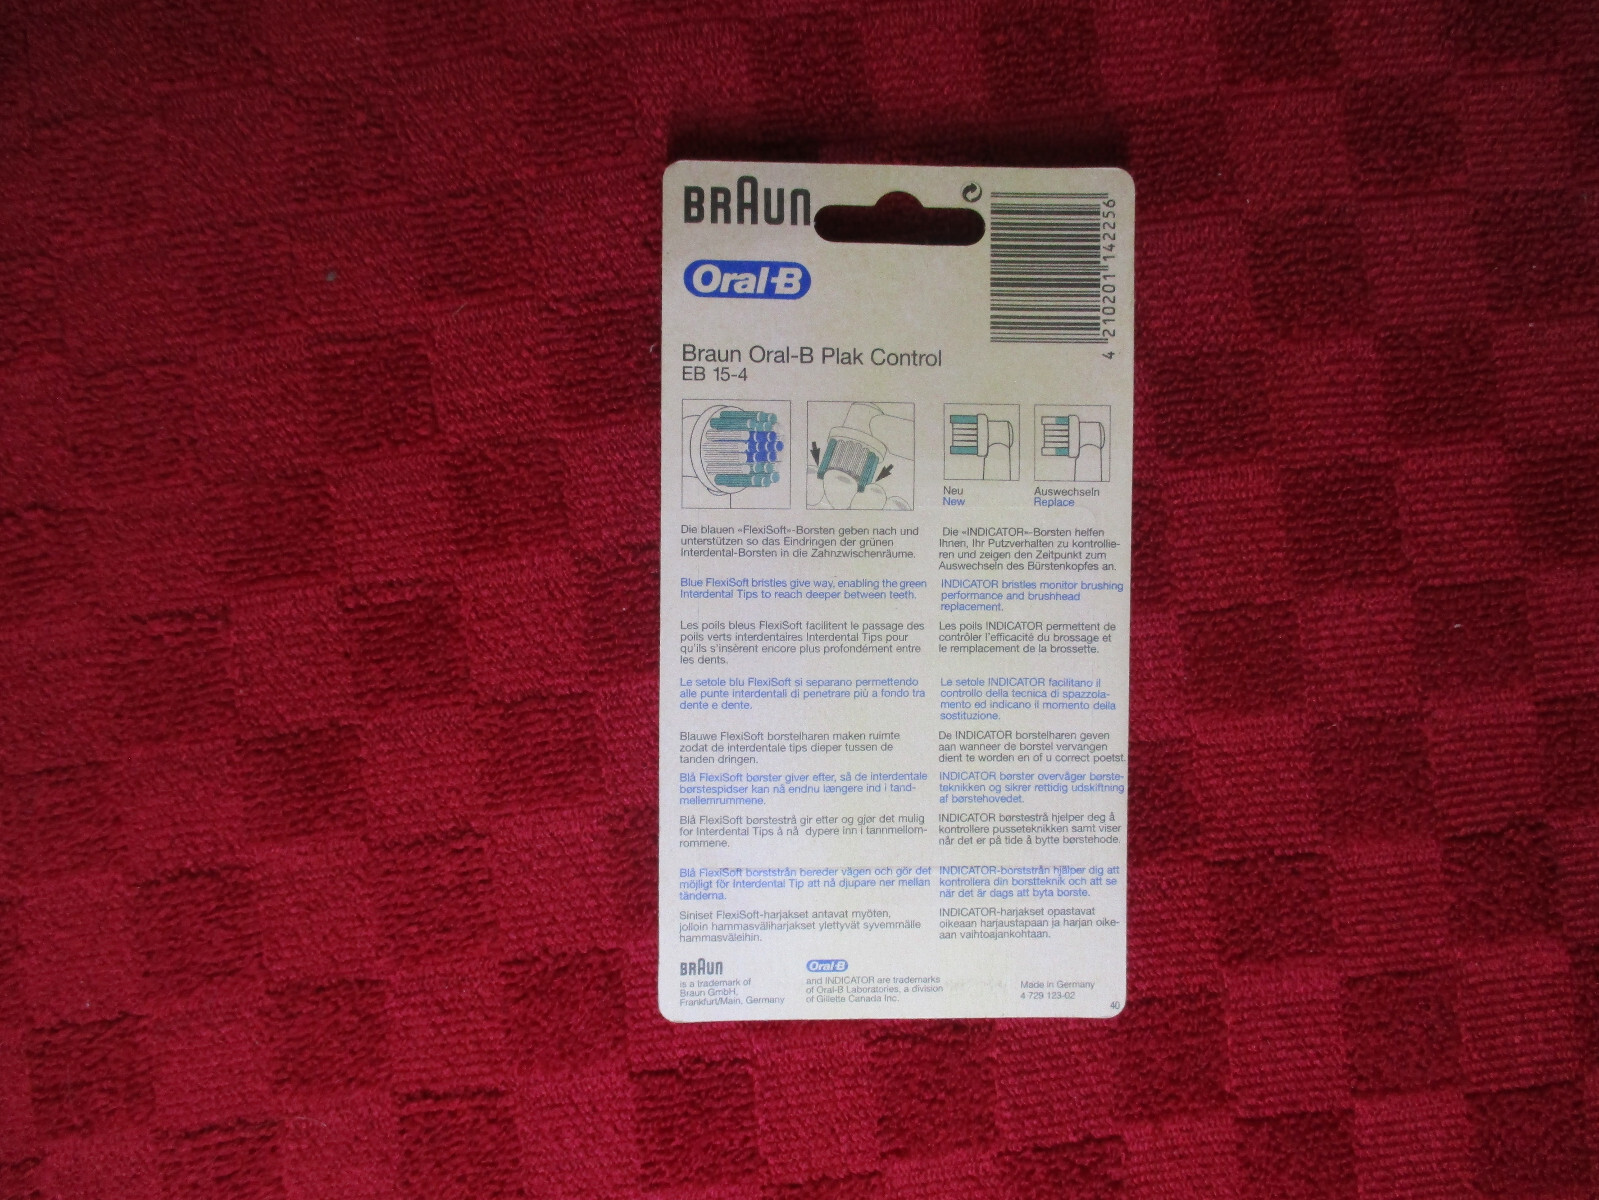 BRAUN
4 210201 142256
Oral-B
Braun Oral-B Plak Control
EB 15-4
Neu
New
Auswechseln
Replace
Die blauen «FlexiSoft»-Borsten geben nach und
unterstützen so das Eindringen der grünen
Interdental-Borsten in die Zahnzwischenräume.
Blue FlexiSoft bristles give way, enabling the green
Interdental Tips to reach deeper between teeth.
Les poils bleus FlexiSoft facilitent le passage des
poils verts interdentaires Interdental Tips pour
qu'ils s'insèrent encore plus profondément entre
les dents.
Le setole blu FlexiSoft si separano permettendo
alle punte interdentali di penetrare più a fondo tra
dente e dente.
Blauwe FlexiSoft borstelharen maken ruimte
zodat de interdentale tips dieper tussen de
tanden dringen.
Blå FlexiSoft børster giver efter, så de interdentale
børstespidser kan nå endnu længere ind i tand-
mellemrummene.
Blå FlexiSoft børstestrå gir etter og gjør det mulig
for Interdental Tips å nå dypere inn i tannmellom-
rommene.
Blå FlexiSoft borststrån bereder vägen och gör det
möjligt för Interdental Tip att nå djupare ner mellan
tänderna.
Siniset FlexiSoft-harjakset antavat myöten,
jolloin hammasväliharjakset ylettyvät syvemmälle
hammasväleihin.
Die «INDICATOR»-Borsten helfen
Ihnen, Ihr Putzverhalten zu kontrollie-
ren und zeigen den Zeitpunkt zum
Auswechseln des Bürstenkopfes an.
INDICATOR bristles monitor brushing
performance and brushhead
replacement.
Les poils INDICATOR permettent de
contrôler l'efficacité du brossage et
le remplacement de la brossette.
Le setole INDICATOR facilitano il
controllo della tecnica di spazzola-
mento ed indicano il momento della
sostituzione.
De INDICATOR borstelharen geven
aan wanneer de borstel vervangen
dient te worden en of u correct poetst.
INDICATOR børster overvåger børste-
teknikken og sikrer rettidig udskiftning
af børstehovedet.
INDICATOR børstestrå hjelper deg å
kontrollere pusseteknikken samt viser
når det er på tide å bytte børstehode.
INDICATOR-borststrån hjälper dig att
kontrollera din borstteknik och att se
när det är dags att byta borste.
INDICATOR-harjakset opastavat
oikeaan harjaustapaan ja harjan oike-
aan vaihtoajankohtaan.
BRAUN
is a trademark of
Braun GmbH,
Frankfurt/Main, Germany
Oral-B
and INDICATOR are trademarks
of Oral-B Laboratories, a division
of Gillette Canada Inc.
Made in Germany
4 729 123-02
40